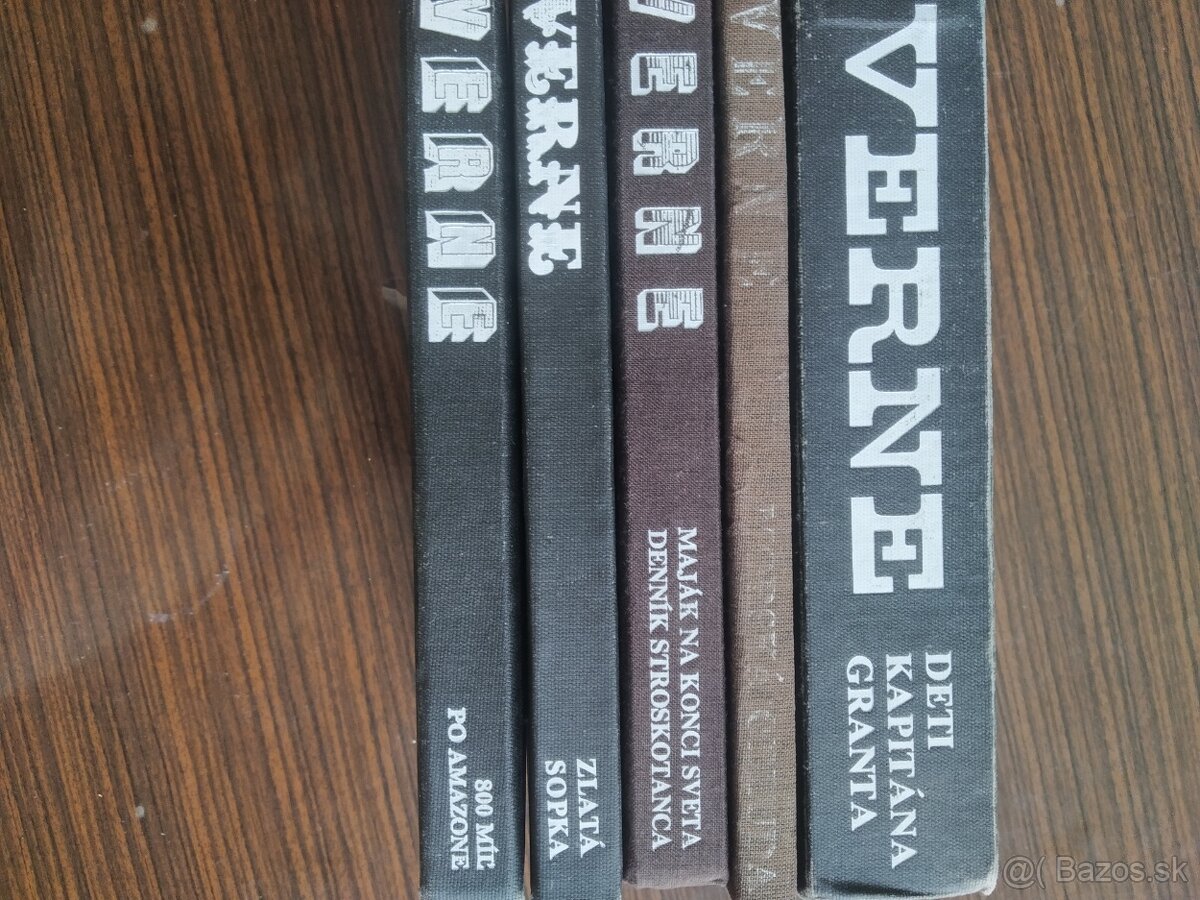 VERNE
800 MÍĽ
PO AMAZONE
VERNE
ZLATÁ
SOPKA
VERNE
MAJÁK NA KONCI SVETA
DENNÍK STROSKOTANCA
VERNE
VERNE
DETI
KAPITÁNA
GRANTA
@( Bazos.sk